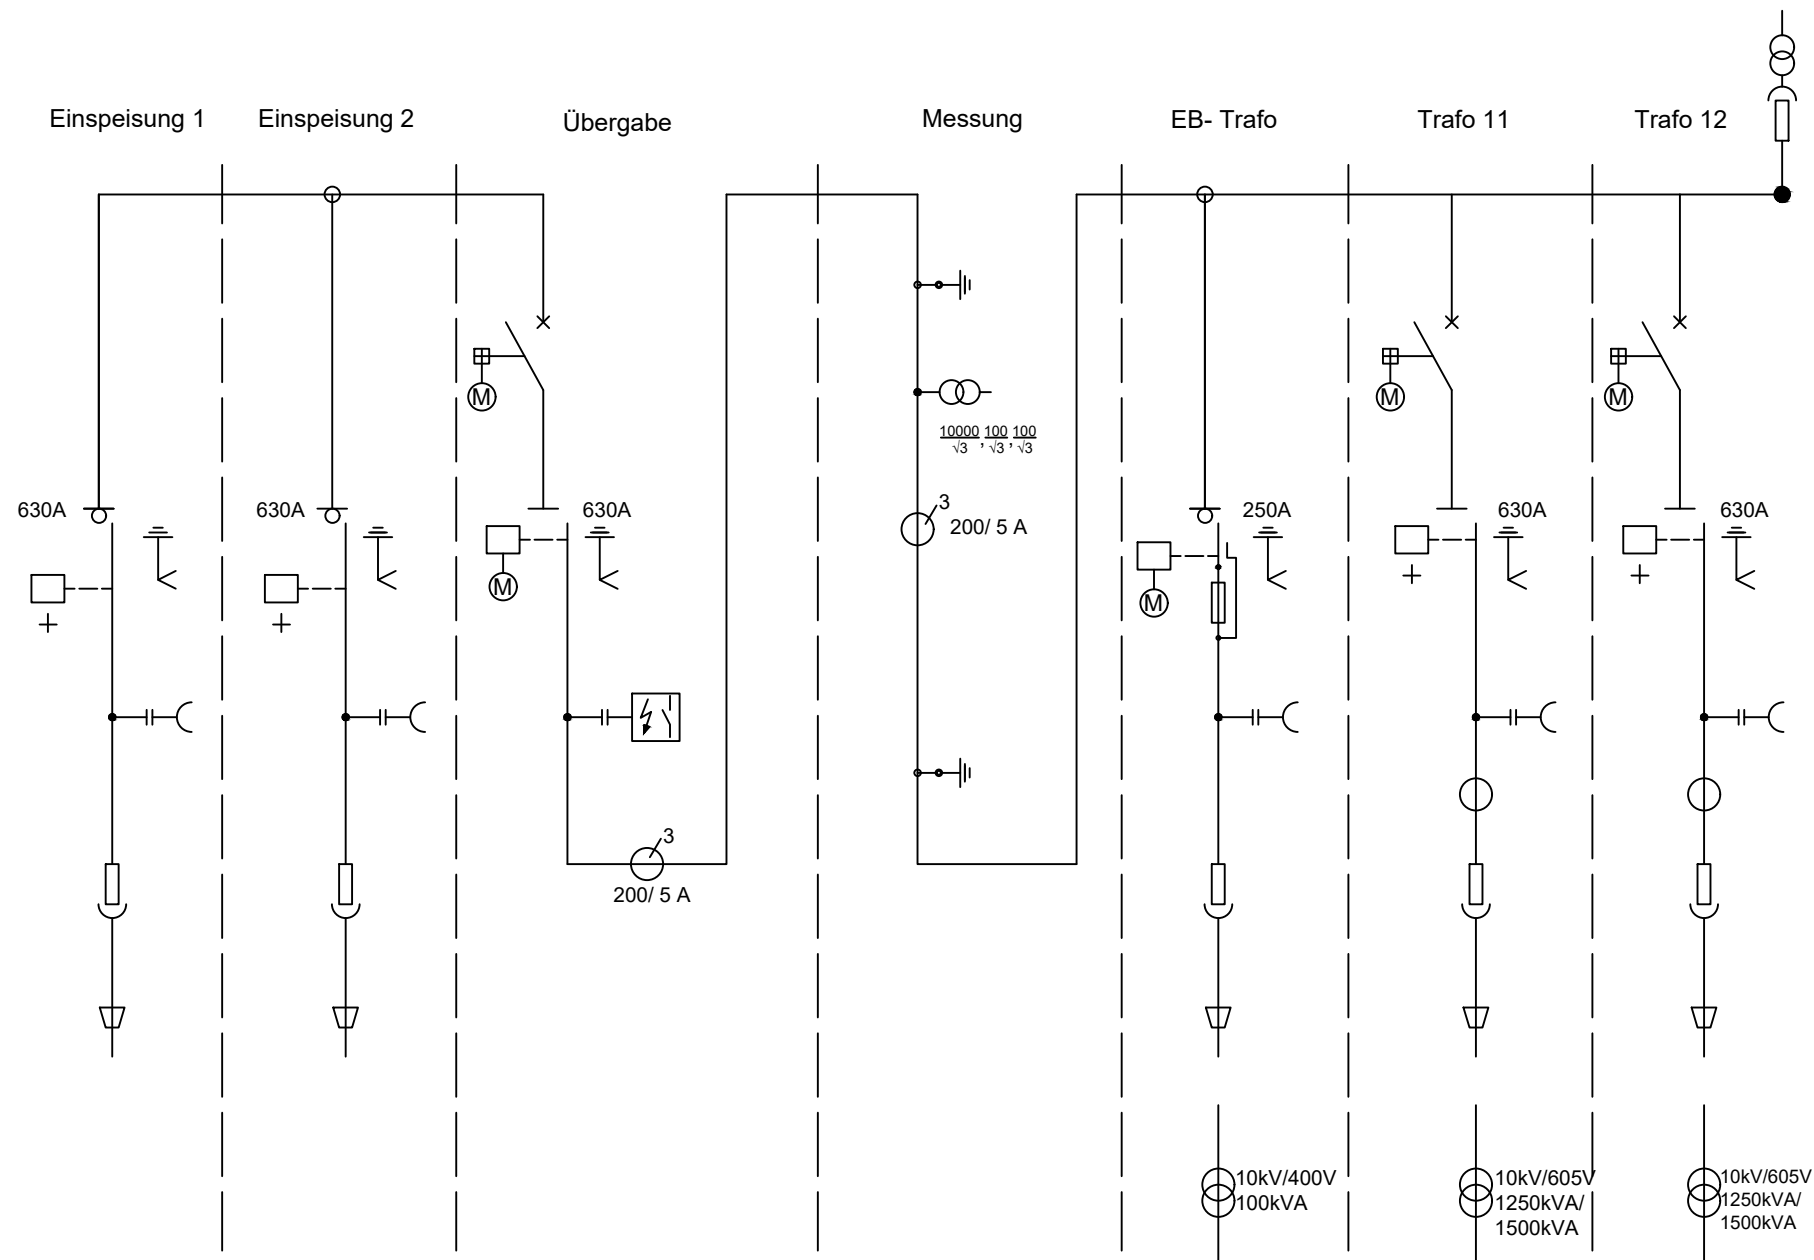 Einspeisung 1
Einspeisung 2
Übergabe
Messung
EB- Trafo
Trafo 11
Trafo 12
M
M
M
10000/√3 , 100/√3 , 100/√3
630A
630A
630A
3
200/ 5 A
250A
630A
630A
M
M
3
200/ 5 A
10kV/400V
100kVA
10kV/605V
1250kVA/
1500kVA
10kV/605V
1250kVA/
1500kVA